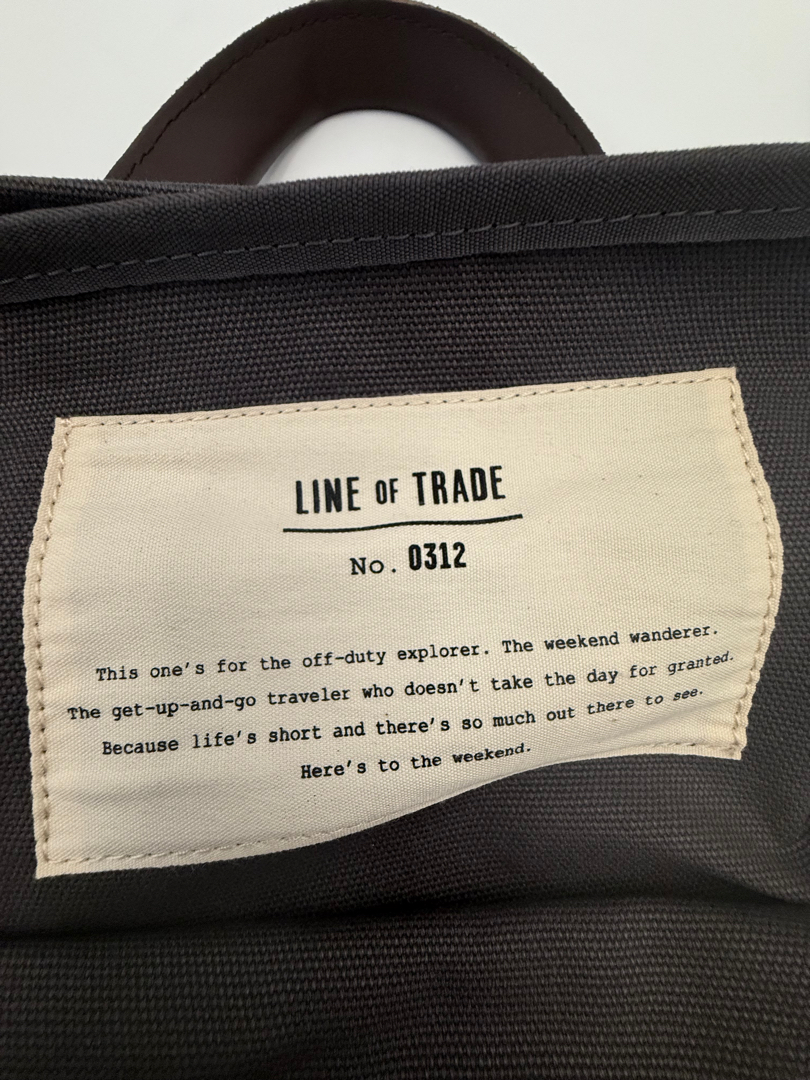 LINE OF TRADE
No. 0312
This one's for the off-duty explorer. The weekend wanderer.
The get-up-and-go traveler who doesn't take the day for granted.
Because life's short and there's so much out there to see.
Here's to the weekend.